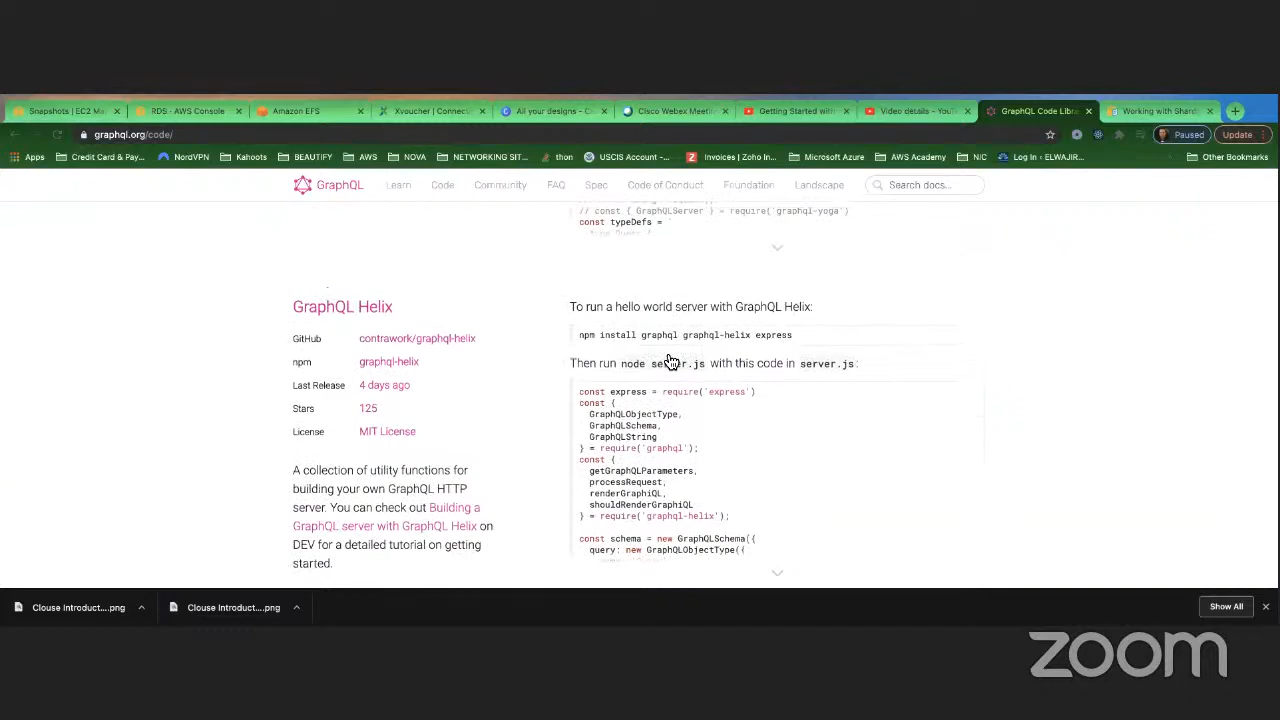 Snapshots | EC2 Ma
RDS - AWS Console
Amazon EFS
Xvoucher | Connecti
All your designs - C
Cisco Webex Meetin
Getting Started with
Video details - YouT
GraphQL Code Libra
Working with Shard
graphql.org/code/
Paused
Update
Apps
Credit Card & Pay...
NordVPN
Kahoots
BEAUTIFY
AWS
NOVA
NETWORKING SIT...
thon
USCIS Account -...
Invoices | Zoho In...
Microsoft Azure
AWS Academy
NIC
Log In ‹ ELWAJIR...
Other Bookmarks
GraphQL
Learn
Code
Community
FAQ
Spec
Code of Conduct
Foundation
Landscape
Search docs...
// const { GraphQLServer } = require('graphql-yoga')
const typeDefs = `
type Query {
GraphQL Helix
GitHub contrawork/graphql-helix
npm graphql-helix
Last Release 4 days ago
Stars 125
License MIT License
A collection of utility functions for
building your own GraphQL HTTP
server. You can check out Building a
GraphQL server with GraphQL Helix on
DEV for a detailed tutorial on getting
started.
To run a hello world server with GraphQL Helix:
npm install graphql graphql-helix express
Then run node server.js with this code in server.js:
const express = require('express')
const {
GraphQLObjectType,
GraphQLSchema,
GraphQLString
} = require('graphql');
const {
getGraphQLParameters,
processRequest,
renderGraphiQL,
shouldRenderGraphiQL
} = require('graphql-helix');
const schema = new GraphQLSchema({
query: new GraphQLObjectType({
Clouse Introduct....png
Clouse Introduct....png
Show All
zoom